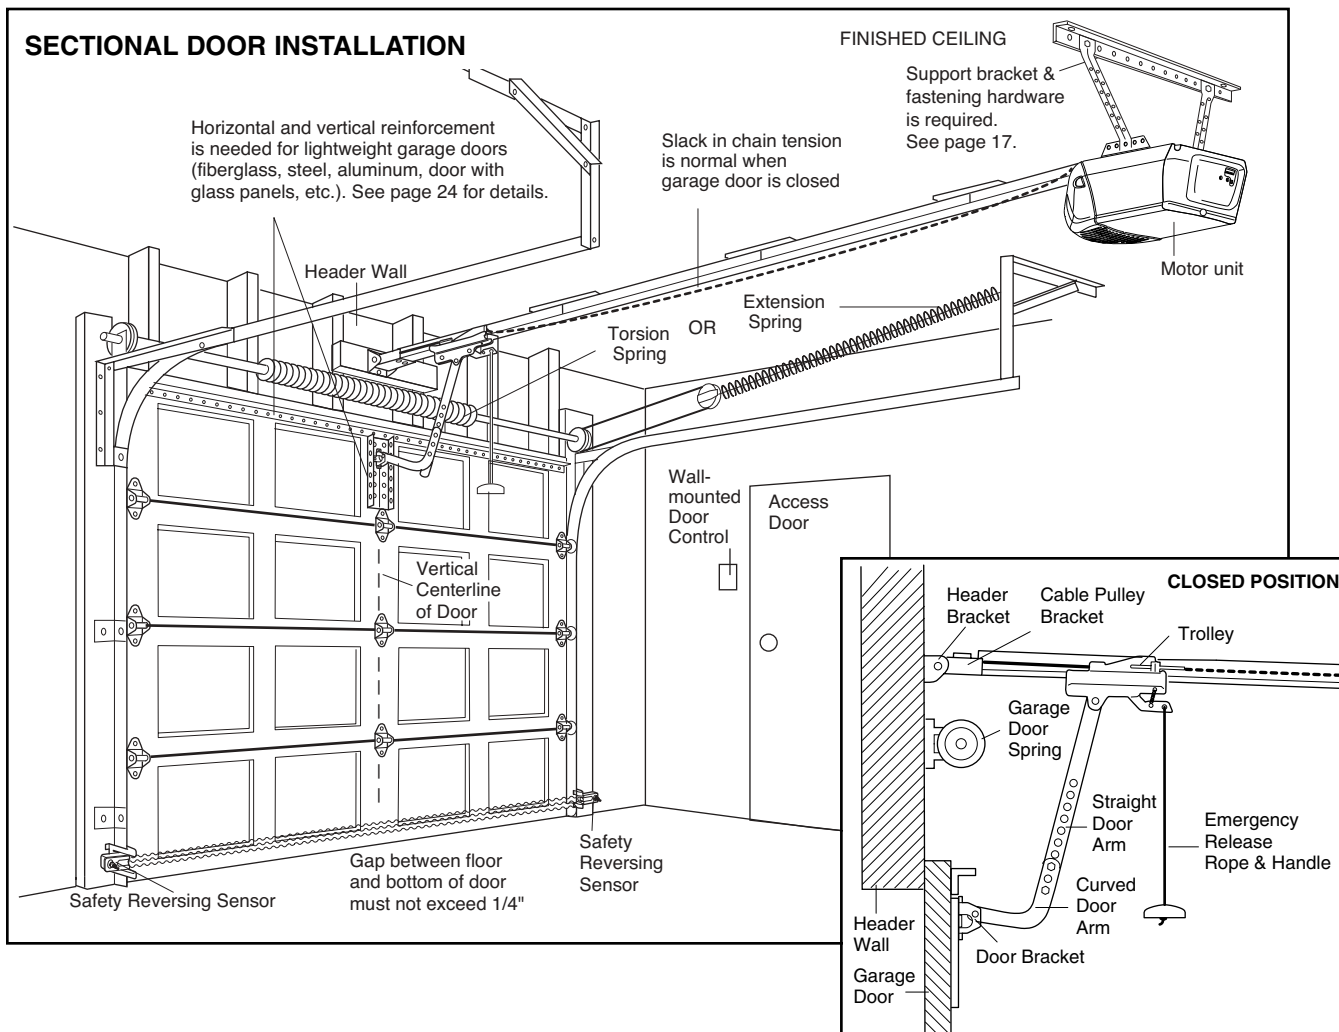 SECTIONAL DOOR INSTALLATION
FINISHED CEILING
Support bracket &
fastening hardware
is required.
See page 17.
Horizontal and vertical reinforcement
is needed for lightweight garage doors
(fiberglass, steel, aluminum, door with
glass panels, etc.). See page 24 for details.
Slack in chain tension
is normal when
garage door is closed
Motor unit
Header Wall
Torsion
Spring
OR
Extension
Spring
Wall-
mounted
Door
Control
Access
Door
Vertical
Centerline
of Door
Safety Reversing Sensor
Gap between floor
and bottom of door
must not exceed 1/4"
Safety
Reversing
Sensor
CLOSED POSITION
Header
Bracket
Cable Pulley
Bracket
Trolley
Garage
Door
Spring
Straight
Door
Arm
Emergency
Release
Rope & Handle
Curved
Door
Arm
Header
Wall
Door Bracket
Garage
Door